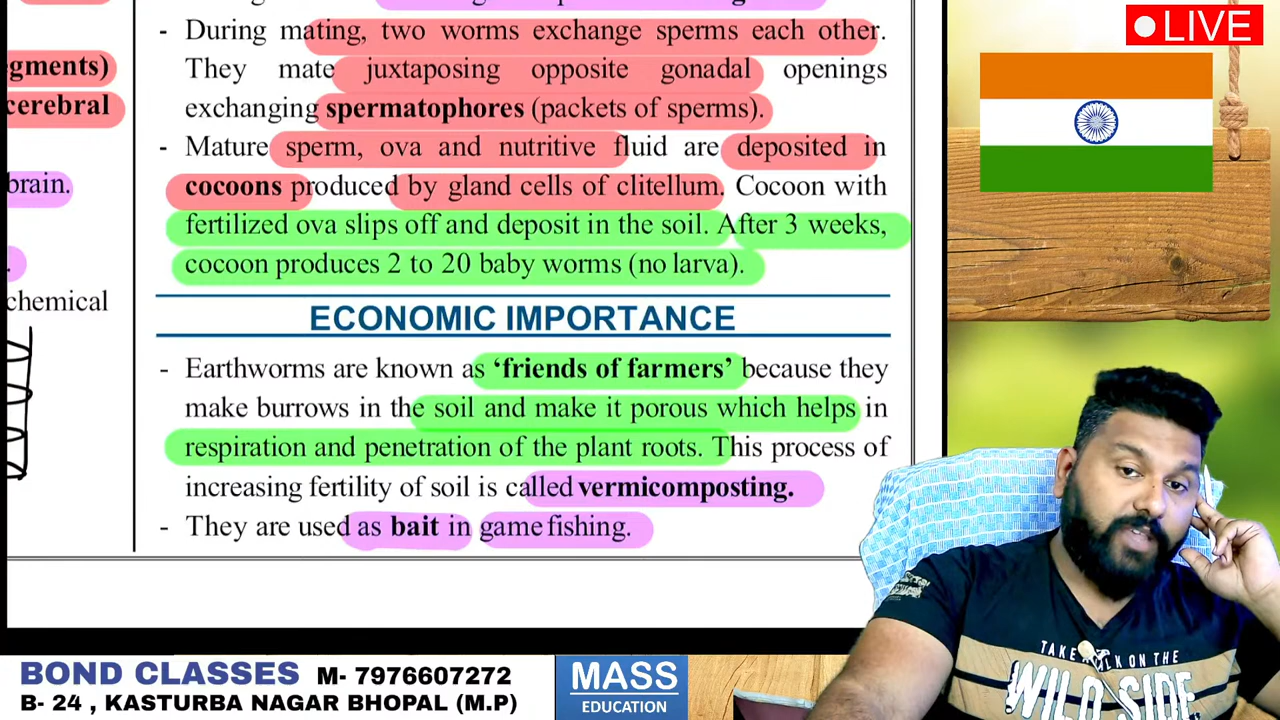 LIVE
- During mating, two worms exchange sperms each other.
They mate juxtaposing opposite gonadal openings
exchanging spermatophores (packets of sperms).
- Mature sperm, ova and nutritive fluid are deposited in
cocoons produced by gland cells of clitellum. Cocoon with
fertilized ova slips off and deposit in the soil. After 3 weeks,
cocoon produces 2 to 20 baby worms (no larva).
ECONOMIC IMPORTANCE
- Earthworms are known as ‘friends of farmers’ because they
make burrows in the soil and make it porous which helps in
respiration and penetration of the plant roots. This process of
increasing fertility of soil is called vermicomposting.
- They are used as bait in game fishing.
cerebral
brain.
chemical
BOND CLASSES M- 7976607272
B- 24 , KASTURBA NAGAR BHOPAL (M.P)
MASS
EDUCATION
ON THE
WILD SIDE